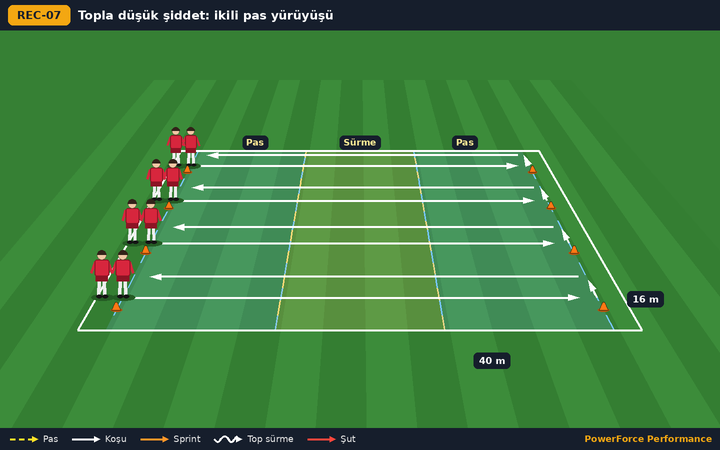 REC-07 Topla düşük şiddet: ikili pas yürüyüşü
Pas Sürme Pas
16 m
40 m
Pas Koşu Sprint Top sürme Şut PowerForce Performance